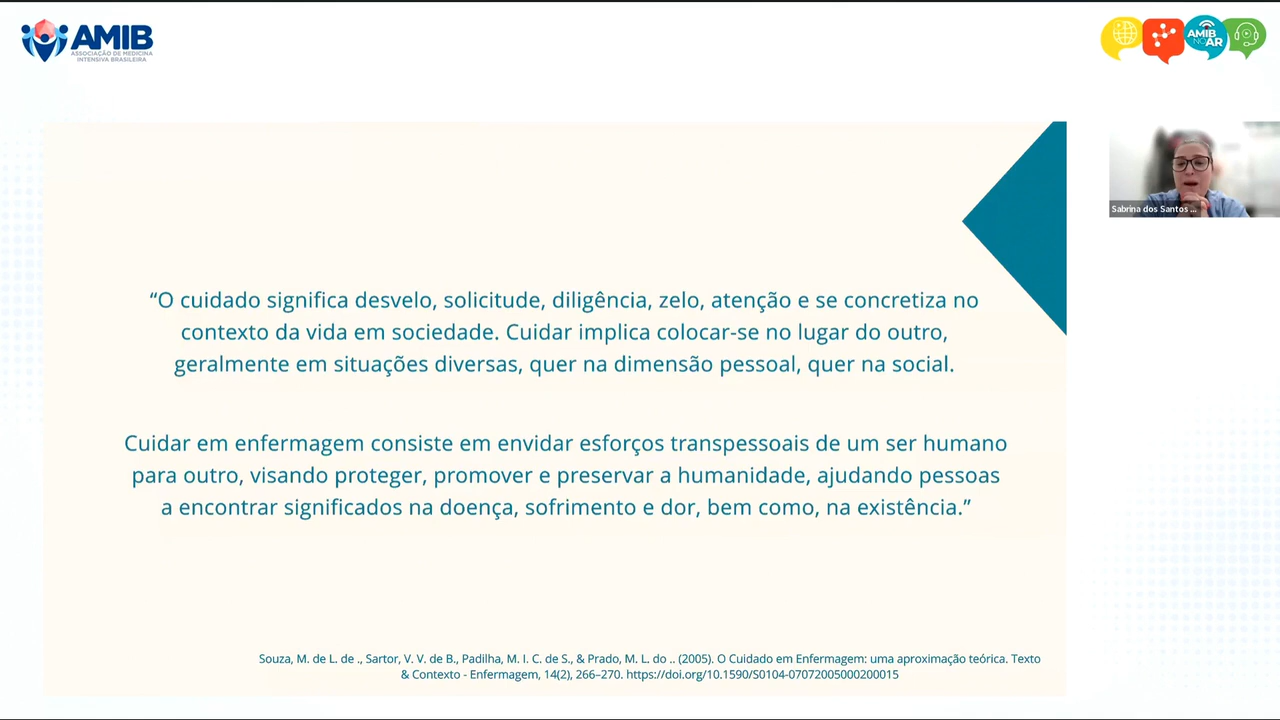 AMIB
ASSOCIAÇÃO DE MEDICINA
INTENSIVA BRASILEIRA
AMIB
NO
AR
Sabrina dos Santos ...
“O cuidado significa desvelo, solicitude, diligência, zelo, atenção e se concretiza no
contexto da vida em sociedade. Cuidar implica colocar-se no lugar do outro,
geralmente em situações diversas, quer na dimensão pessoal, quer na social.
Cuidar em enfermagem consiste em envidar esforços transpessoais de um ser humano
para outro, visando proteger, promover e preservar a humanidade, ajudando pessoas
a encontrar significados na doença, sofrimento e dor, bem como, na existência.”
Souza, M. de L. de ., Sartor, V. V. de B., Padilha, M. I. C. de S., & Prado, M. L. do .. (2005). O Cuidado em Enfermagem: uma aproximação teórica. Texto
& Contexto - Enfermagem, 14(2), 266–270. https://doi.org/10.1590/S0104-07072005000200015